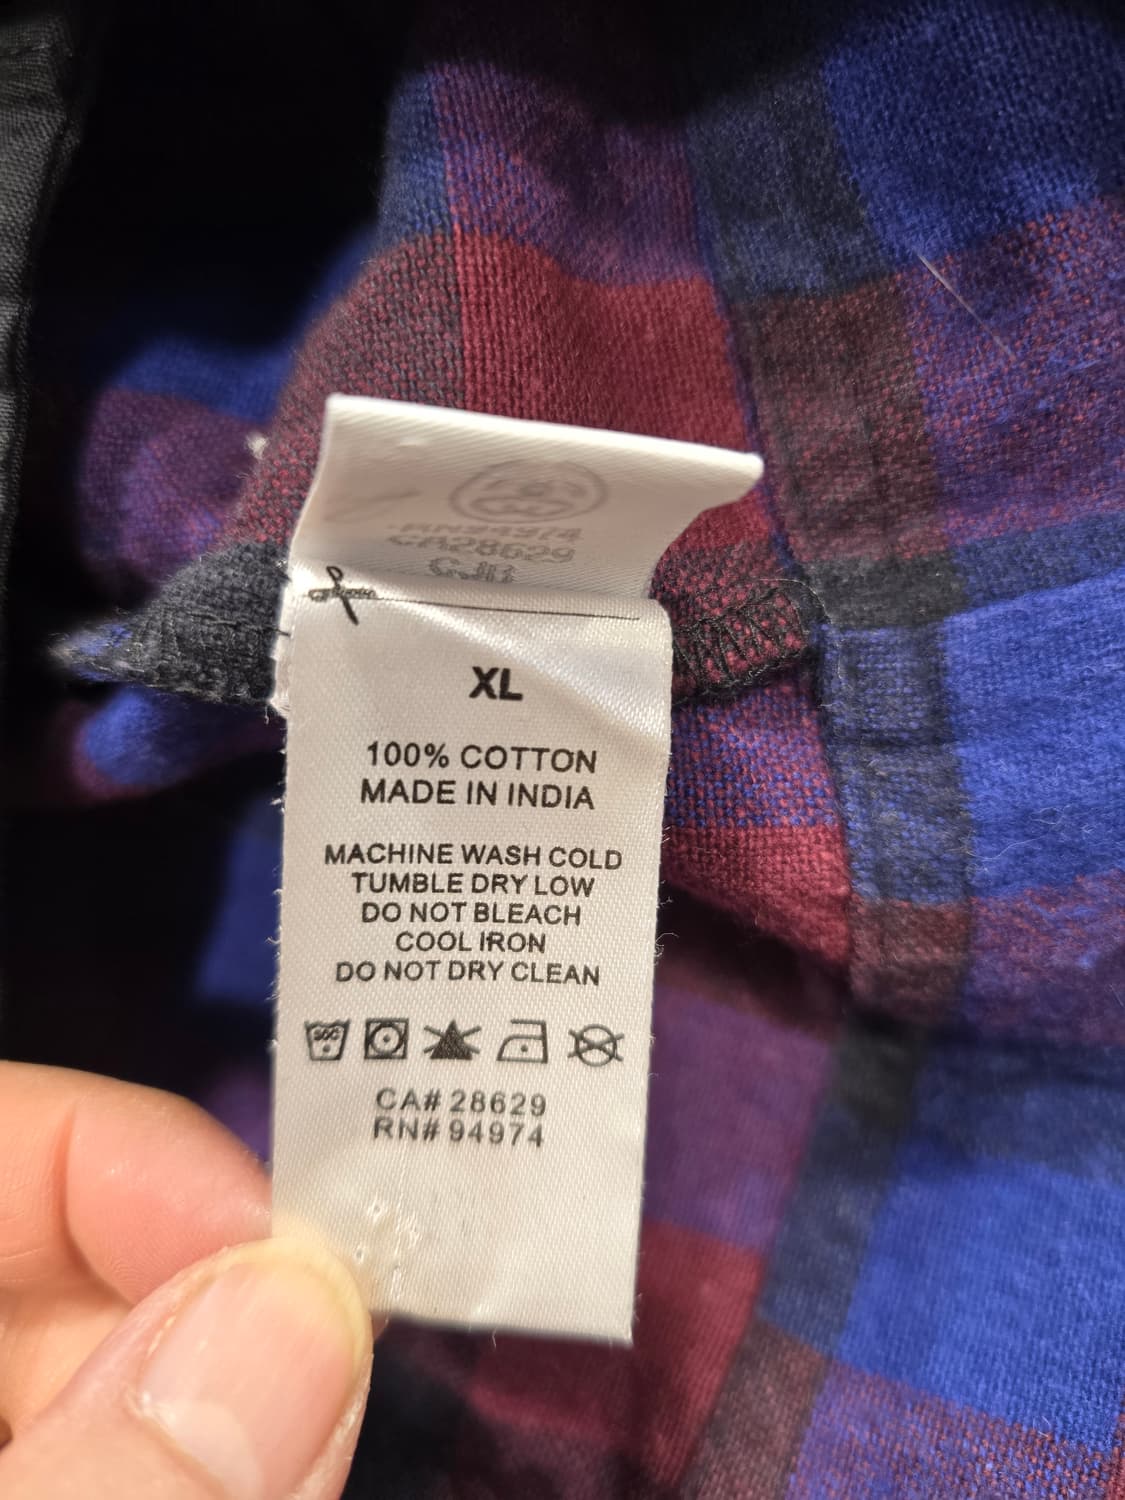 XL
100% COTTON
MADE IN INDIA
MACHINE WASH COLD
TUMBLE DRY LOW
DO NOT BLEACH
COOL IRON
DO NOT DRY CLEAN
CA# 28629
RN# 94974